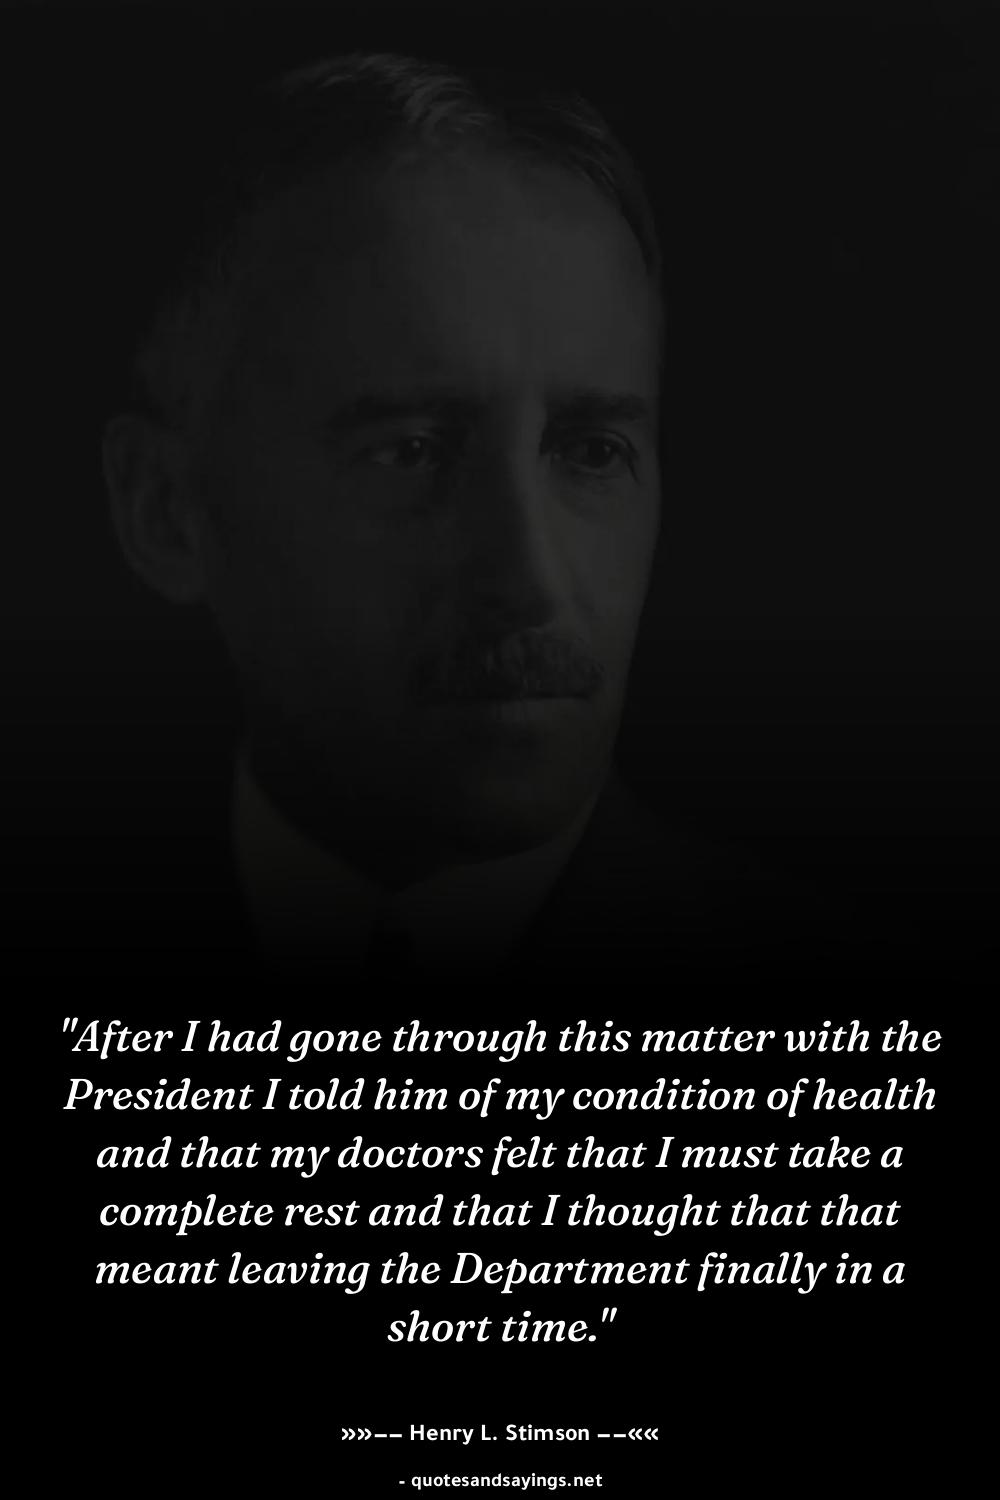 "After I had gone through this matter with the
President I told him of my condition of health
and that my doctors felt that I must take a
complete rest and that I thought that that
meant leaving the Department finally in a
short time."
»»–– Henry L. Stimson ––««
- quotesandsayings.net